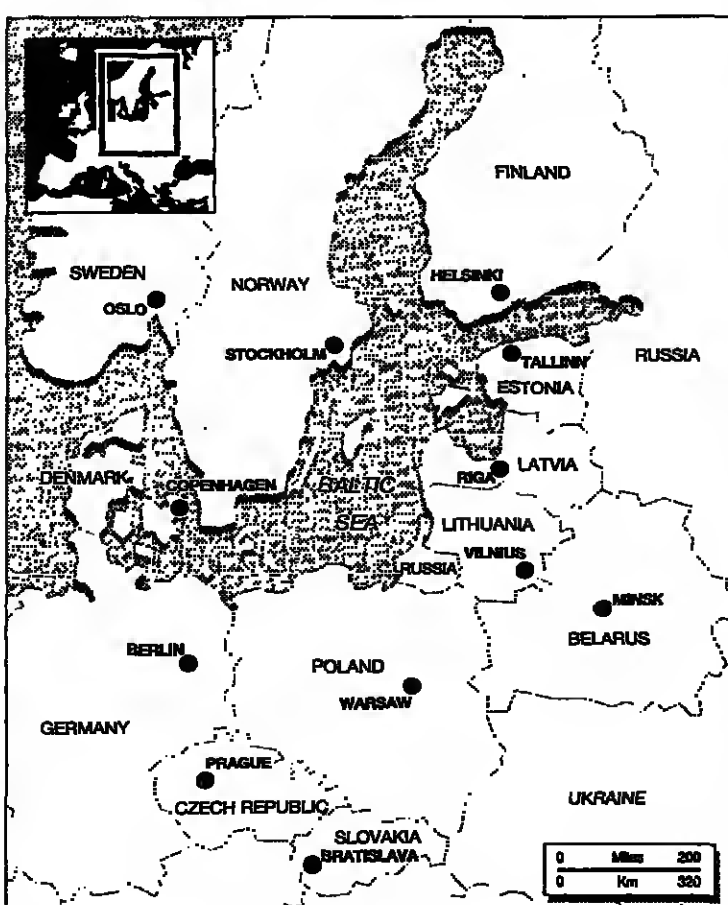 FINLAND
SWEDEN
NORWAY
HELSINKI
OSLO
STOCKHOLM
TALLINN
RUSSIA
ESTONIA
DENMARK
COPENHAGEN
BALTIC
SEA
RIGA
LATVIA
LITHUANIA
VILNIUS
RUSSIA
MINSK
BELARUS
BERLIN
POLAND
WARSAW
GERMANY
PRAGUE
CZECH REPUBLIC
UKRAINE
SLOVAKIA
BRATISLAVA
0 Miles 200
0 Km 320